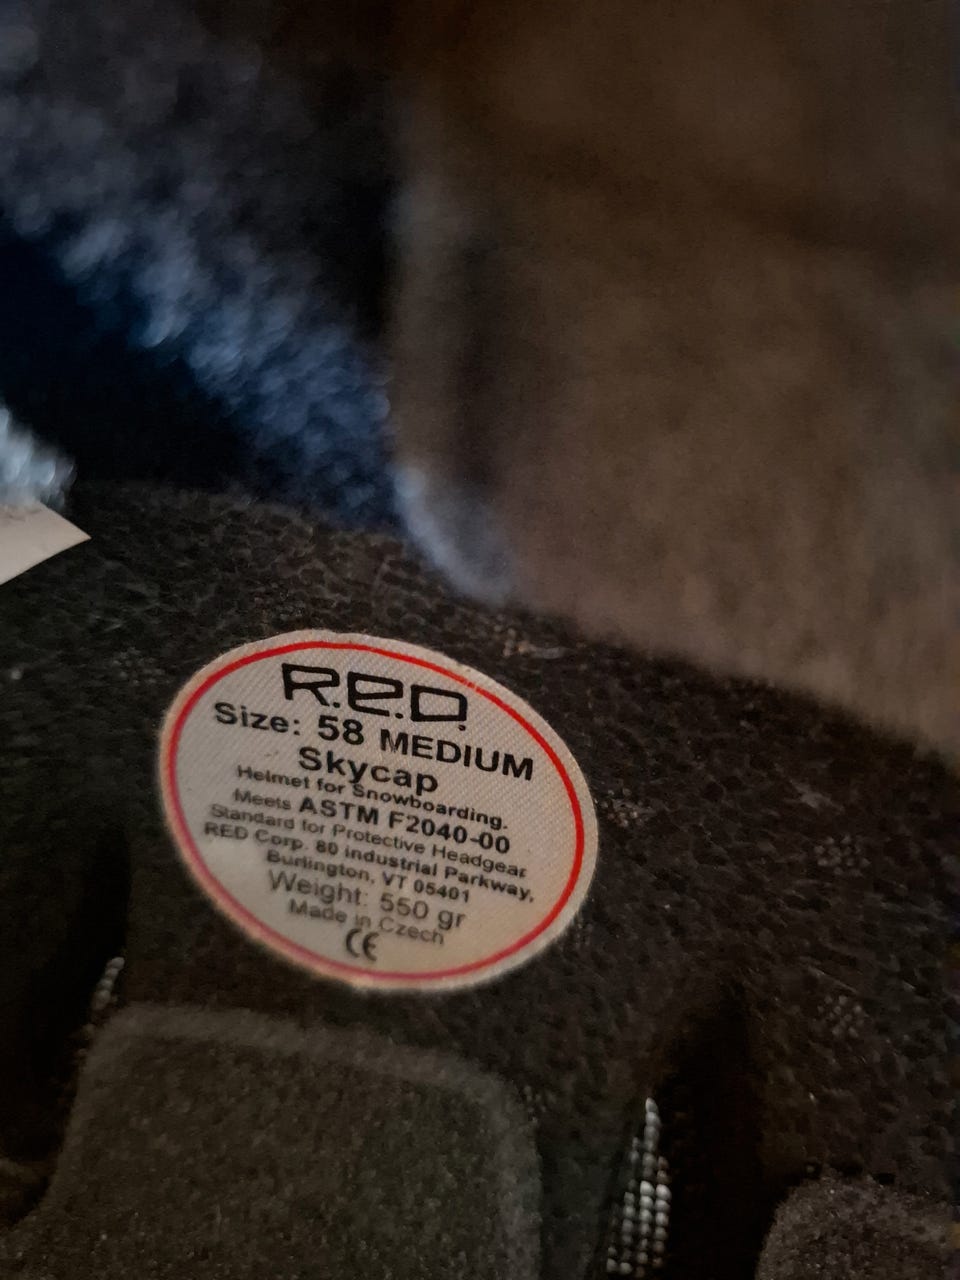 R.E.D.
Size: 58 MEDIUM
Skycap
Helmet for Snowboarding.
Meets ASTM F2040-00
Standard for Protective Headgear
RED Corp. 80 Industrial Parkway,
Burlington, VT 05401
Weight: 550 gr
Made in Czech
CE